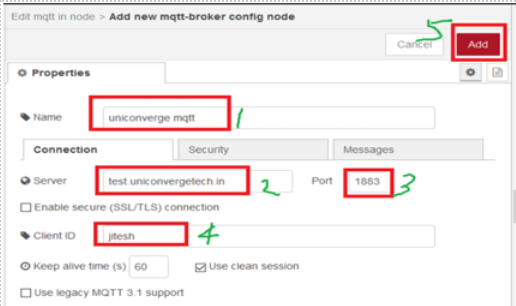 Edit mqtt in node > Add new mqtt-broker config node
5
Cancel Add
Properties
Name uniconverge mqtt 1
Connection Security Messages
Server test.uniconvergetech.in 2 Port 1883 3
Enable secure (SSL/TLS) connection
Client ID jitesh 4
Keep alive time (s) 60 Use clean session
Use legacy MQTT 3.1 support